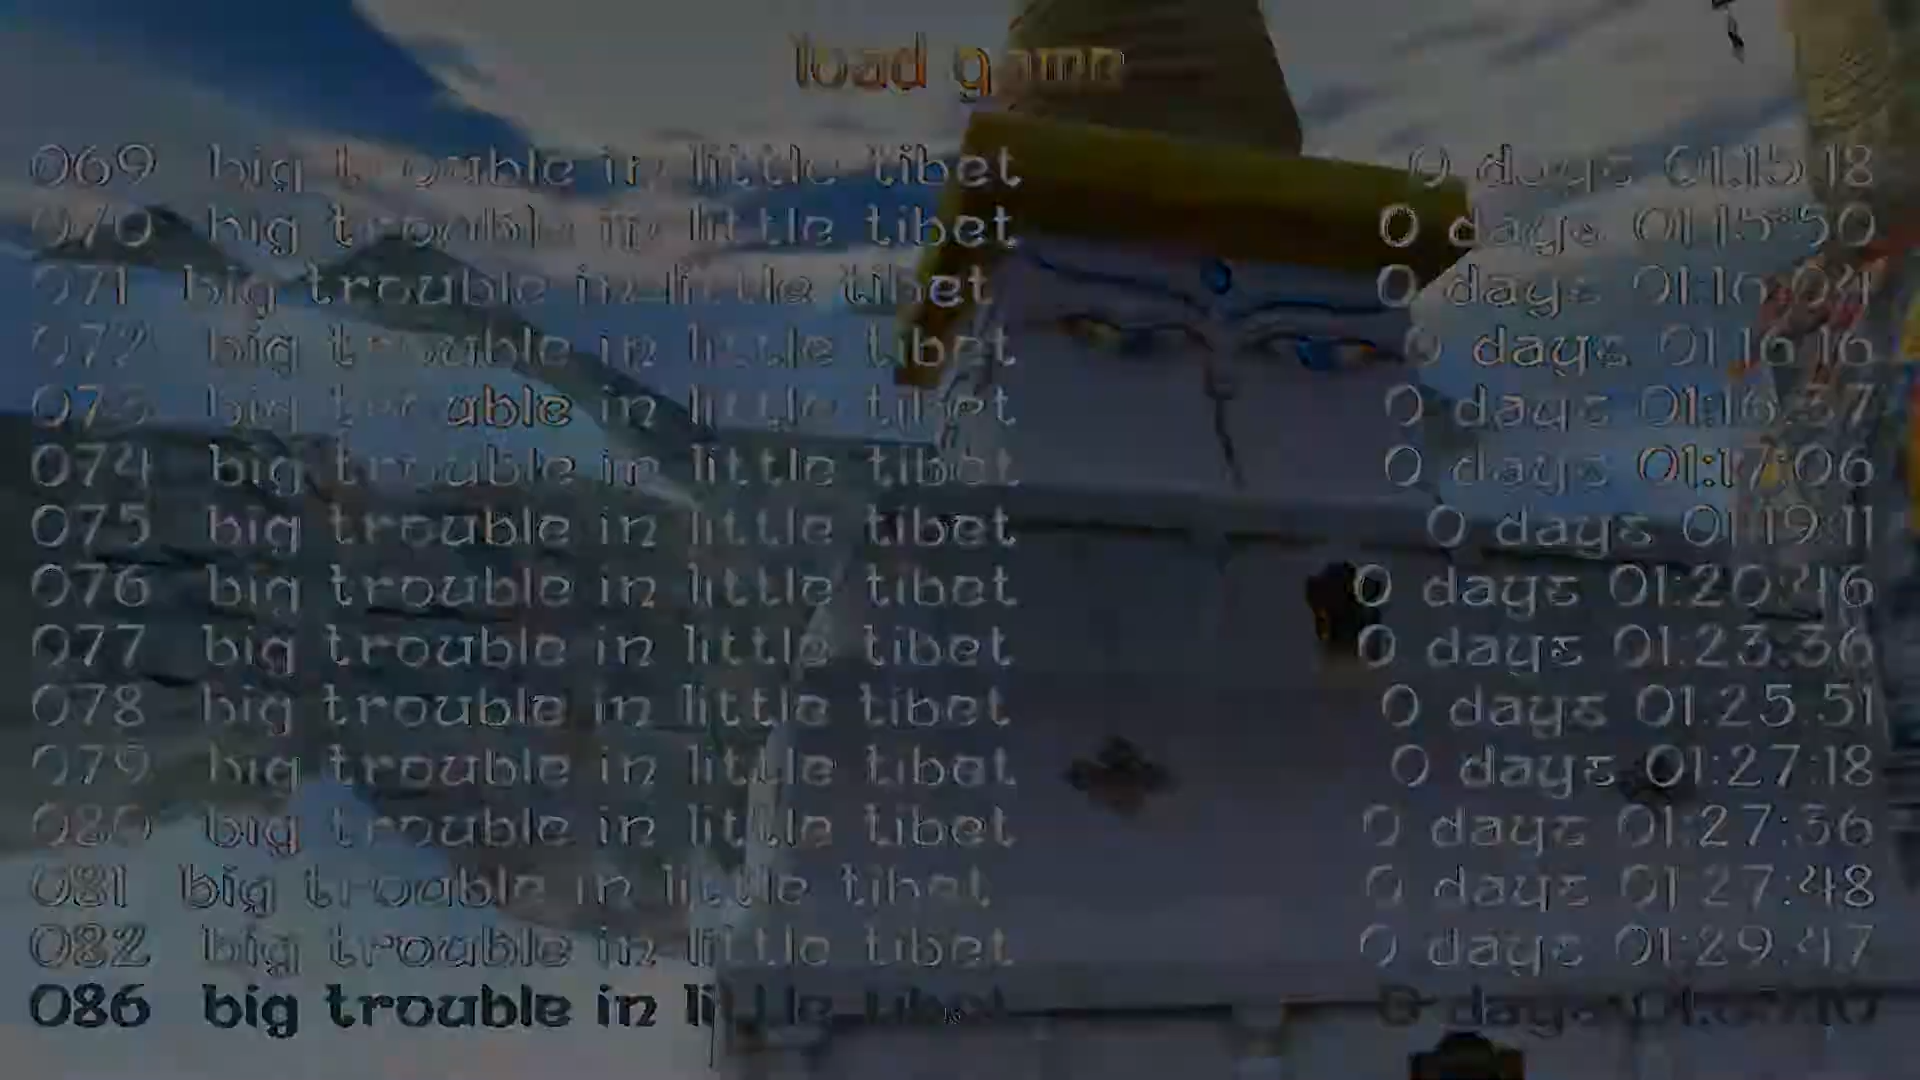 load game
069 big trouble in little tibet 0 days 01:15:18
070 big trouble in little tibet 0 days 01:15:50
071 big trouble in little tibet 0 days 01:16:04
072 big trouble in little tibet 0 days 01:16:16
073 big trouble in little tibet 0 days 01:16:37
074 big trouble in little tibet 0 days 01:17:06
075 big trouble in little tibet 0 days 01:19:11
076 big trouble in little tibet 0 days 01:20:46
077 big trouble in little tibet 0 days 01:23:36
078 big trouble in little tibet 0 days 01:25:51
079 big trouble in little tibet 0 days 01:27:18
080 big trouble in little tibet 0 days 01:27:36
081 big trouble in little tibet 0 days 01:27:48
082 big trouble in little tibet 0 days 01:29:47
086 big trouble in little tibet 0 days